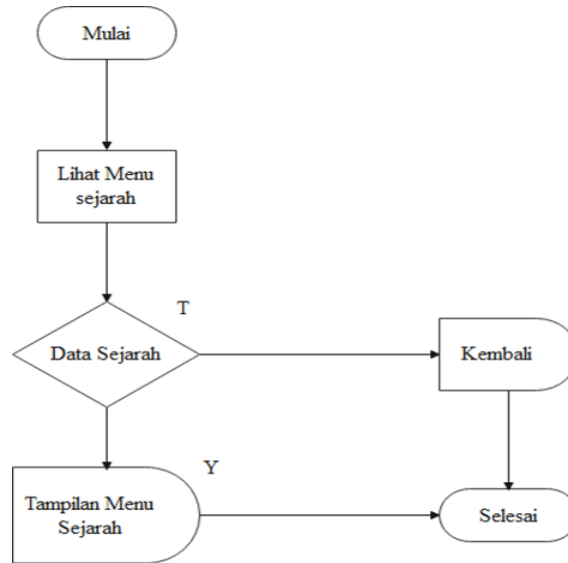 Mulai
Lihat Menu
sejarah
T
Data Sejarah
Kembali
Y
Tampilan Menu
Sejarah
Selesai